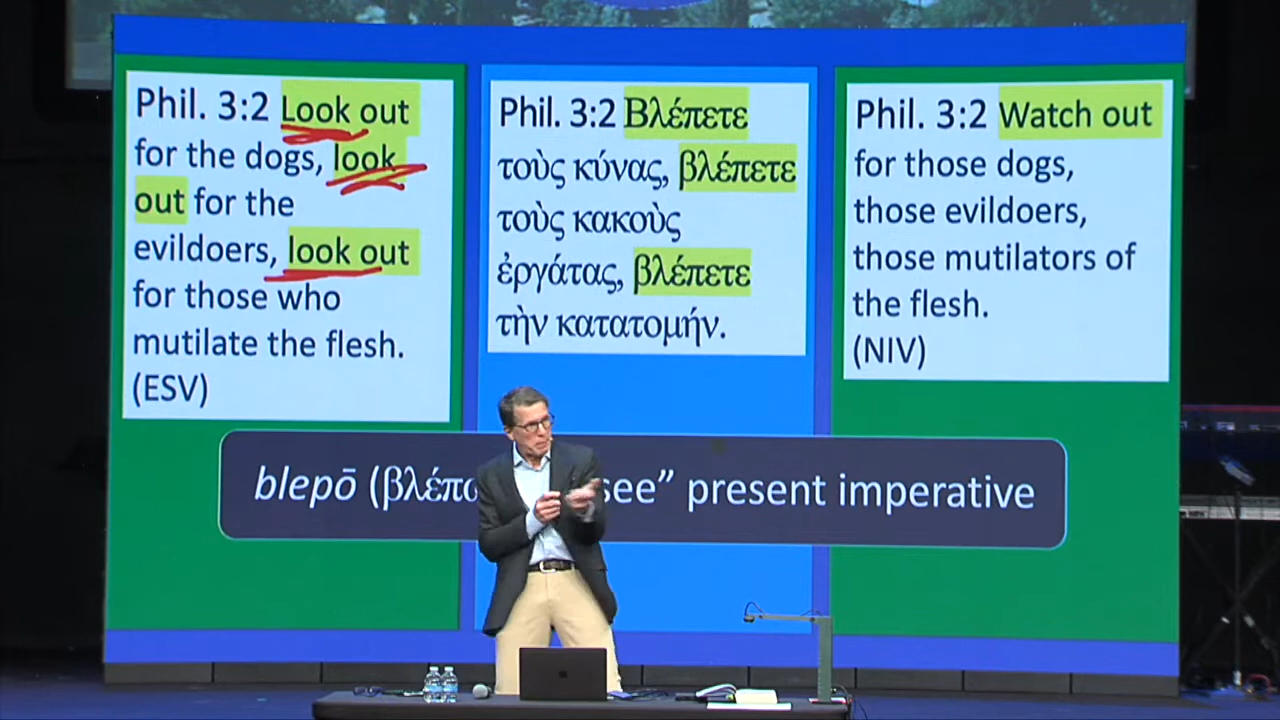 Phil. 3:2 Look out
for the dogs, look
out for the
evildoers, look out
for those who
mutilate the flesh.
(ESV)
Phil. 3:2 Βλέπετε
τοὺς κύνας, βλέπετε
τοὺς κακοὺς
ἐργάτας, βλέπετε
τὴν κατατομήν.
Phil. 3:2 Watch out
for those dogs,
those evildoers,
those mutilators of
the flesh.
(NIV)
blepō (βλέπ see” present imperative